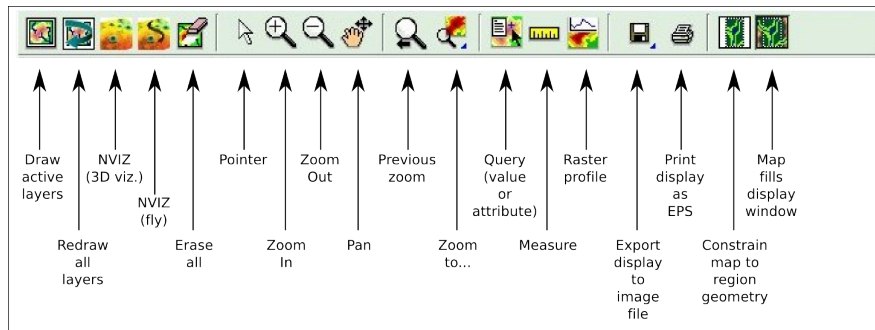 Draw
active
layers
Redraw
all
layers
NVIZ
(3D viz.)
NVIZ
(fly)
Erase
all
Pointer
Zoom
In
Zoom
Out
Pan
Previous
zoom
Zoom
to...
Query
(value
or
attribute)
Measure
Raster
profile
Export
display
to
image
file
Print
display
as
EPS
Constrain
map to
region
geometry
Map
fills
display
window